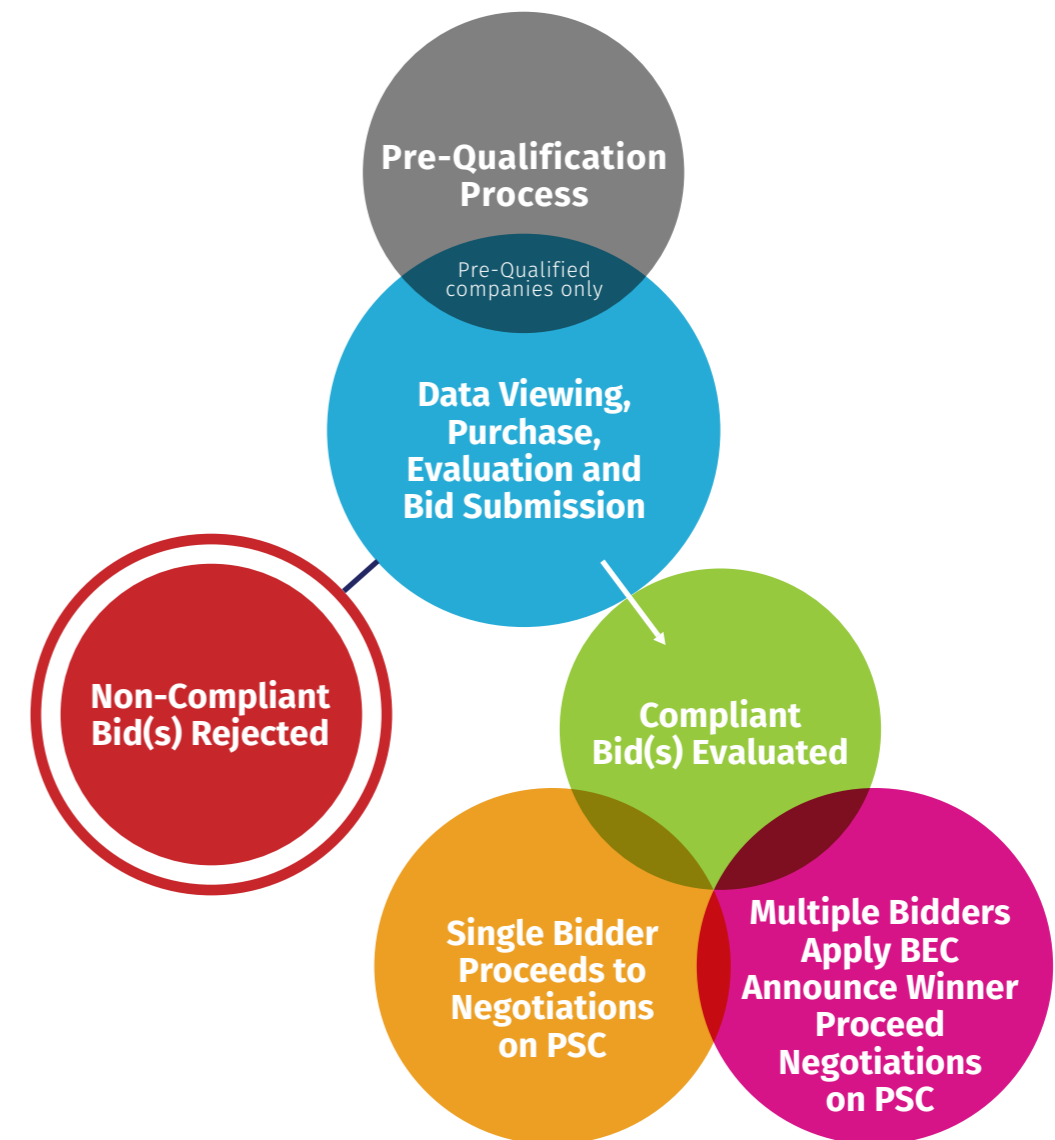 Pre-Qualification
Process
Pre-Qualified
companies only
Data Viewing,
Purchase,
Evaluation and
Bid Submission
Non-Compliant
Bid(s) Rejected
Compliant
Bid(s) Evaluated
Single Bidder
Proceeds to
Negotiations
on PSC
Multiple Bidders
Apply BEC
Announce Winner
Proceed
Negotiations
on PSC